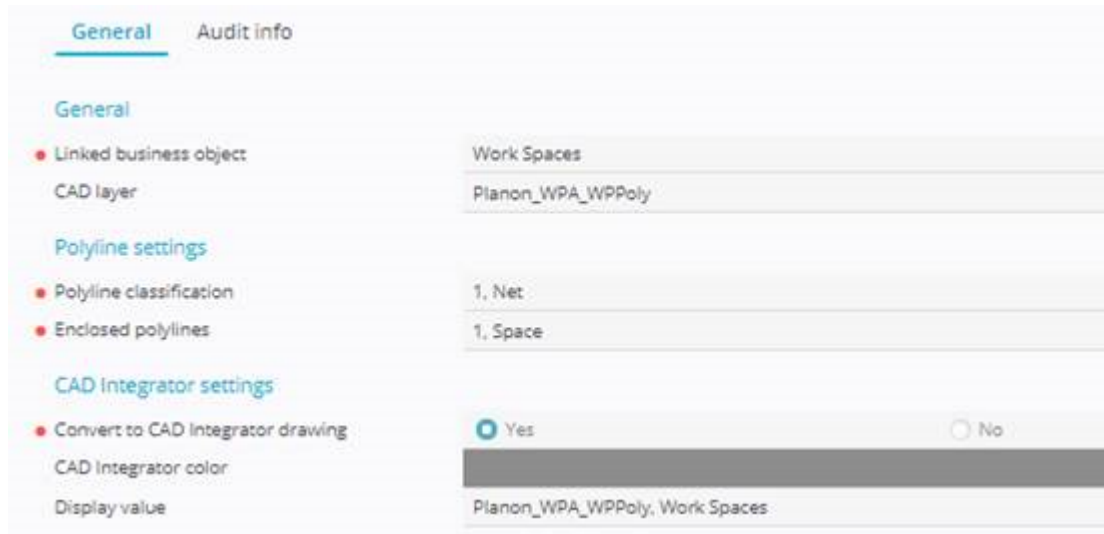 General Audit info
General
Linked business object Work Spaces
CAD layer Planon_WPA_WPPoly
Polyline settings
Polyline classification 1, Net
Enclosed polylines 1, Space
CAD Integrator settings
Convert to CAD Integrator drawing Yes No
CAD Integrator color
Display value Planon_WPA_WPPoly, Work Spaces